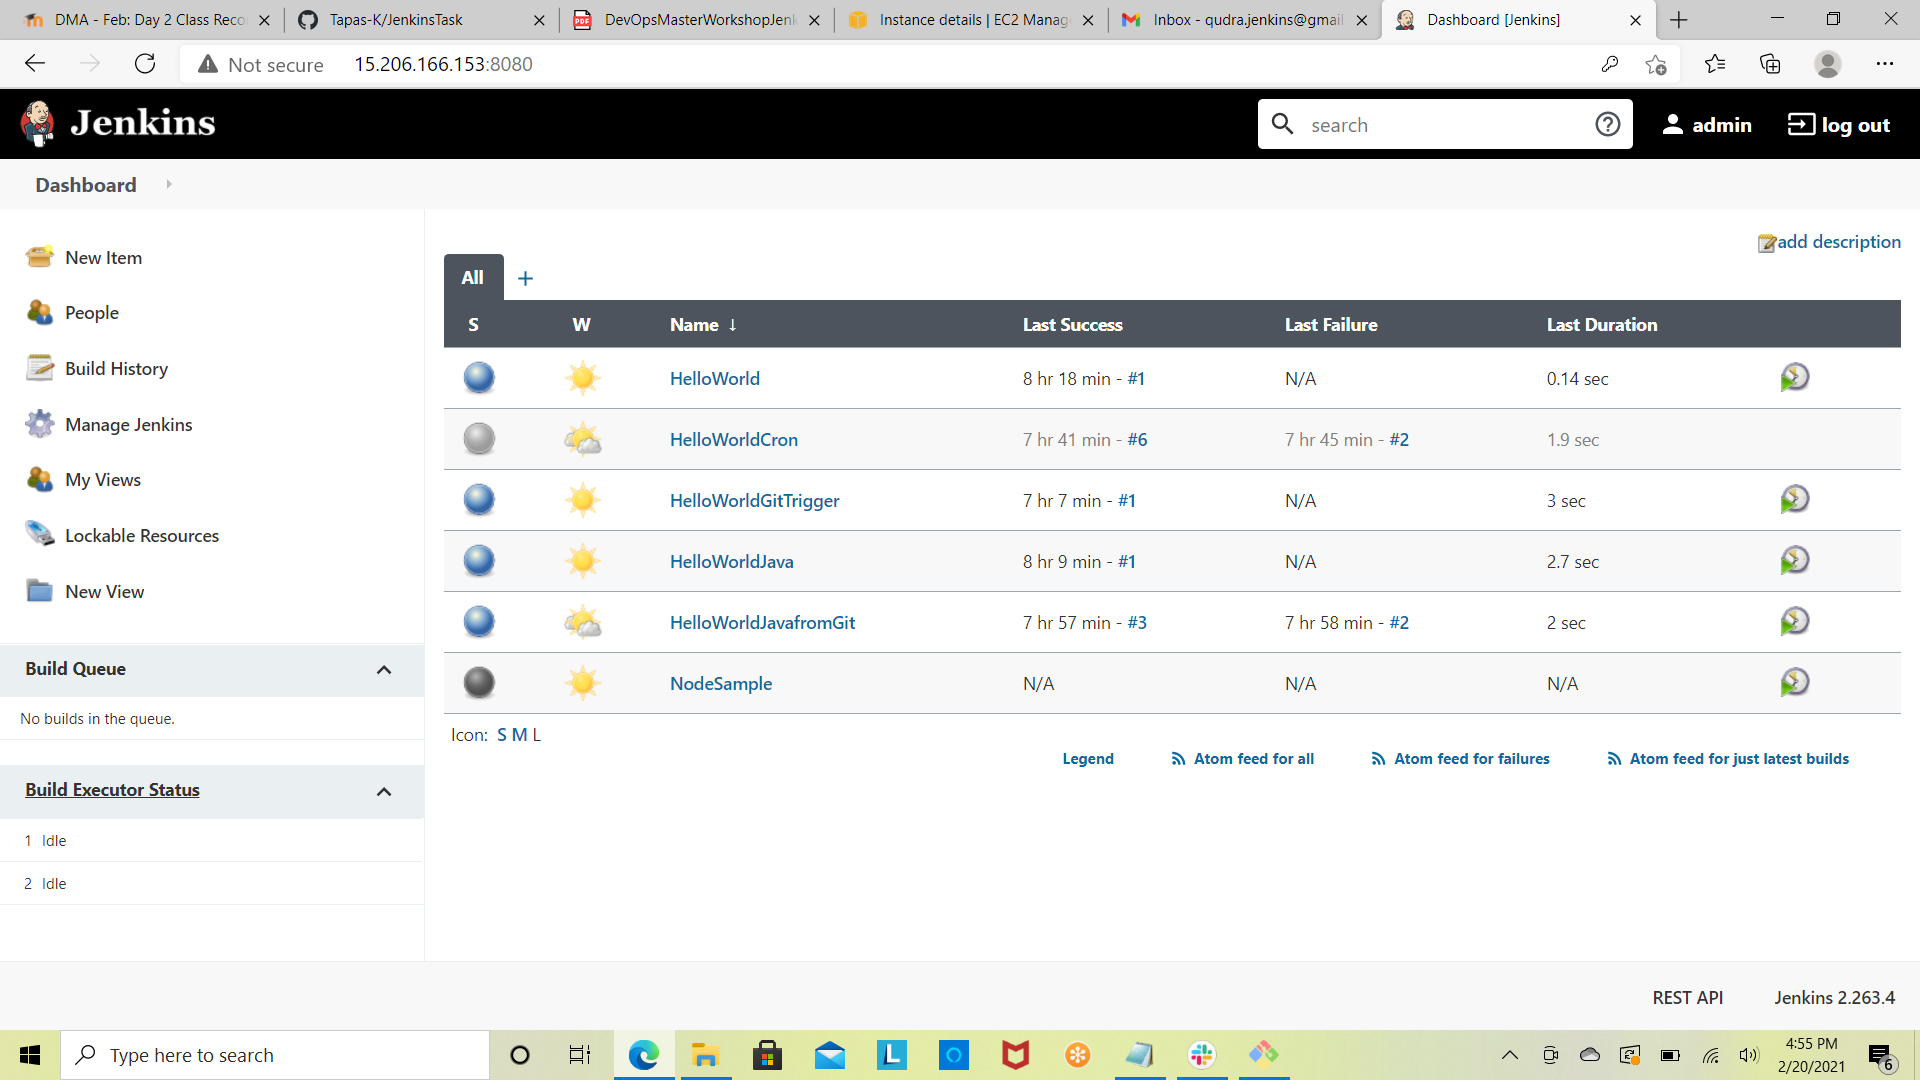 DMA - Feb: Day 2 Class Reco
Tapas-K/JenkinsTask
DevOpsMasterWorkshopJenk
Instance details | EC2 Manag
Inbox - qudra.jenkins@gmail
Dashboard [Jenkins]
Not secure
15.206.166.153:8080
Jenkins
search
admin
log out
Dashboard
New Item
People
Build History
Manage Jenkins
My Views
Lockable Resources
New View
Build Queue
No builds in the queue.
Build Executor Status
1 Idle
2 Idle
add description
All +
S W Name ↓ Last Success Last Failure Last Duration
HelloWorld 8 hr 18 min - #1 N/A 0.14 sec
HelloWorldCron 7 hr 41 min - #6 7 hr 45 min - #2 1.9 sec
HelloWorldGitTrigger 7 hr 7 min - #1 N/A 3 sec
HelloWorldJava 8 hr 9 min - #1 N/A 2.7 sec
HelloWorldJavafromGit 7 hr 57 min - #3 7 hr 58 min - #2 2 sec
NodeSample N/A N/A N/A
Icon: S M L
Legend Atom feed for all Atom feed for failures Atom feed for just latest builds
REST API Jenkins 2.263.4
Type here to search
L
4:55 PM
2/20/2021
6